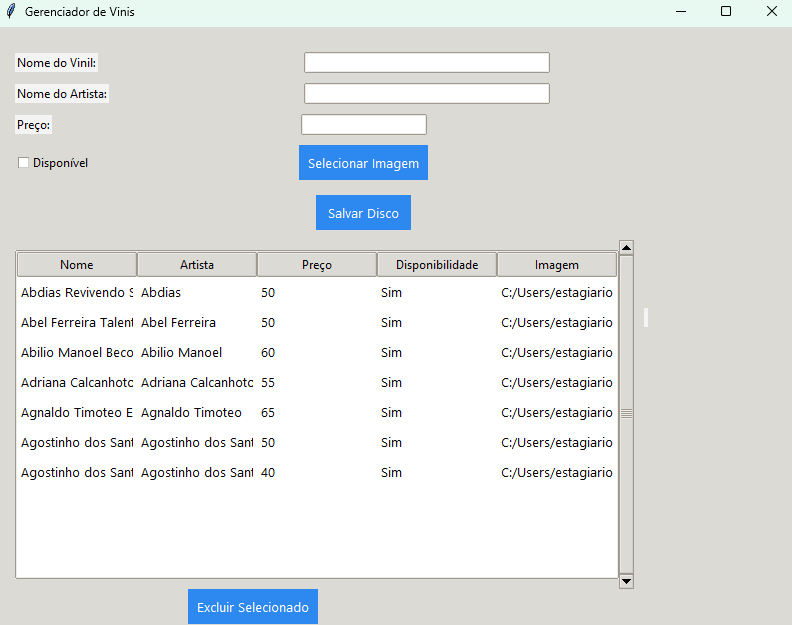 Gerenciador de Vinis
Nome do Vinil:
Nome do Artista:
Preço:
Disponível Selecionar Imagem
Salvar Disco
Nome Artista Preço Disponibilidade Imagem
Abdias Revivendo S Abdias 50 Sim C:/Users/estagiario
Abel Ferreira Talent Abel Ferreira 50 Sim C:/Users/estagiario
Abilio Manoel Beco Abilio Manoel 60 Sim C:/Users/estagiario
Adriana Calcanhoto Adriana Calcanhoto 55 Sim C:/Users/estagiario
Agnaldo Timoteo E Agnaldo Timoteo 65 Sim C:/Users/estagiario
Agostinho dos Sant Agostinho dos Sant 50 Sim C:/Users/estagiario
Agostinho dos Sant Agostinho dos Sant 40 Sim C:/Users/estagiario
Excluir Selecionado